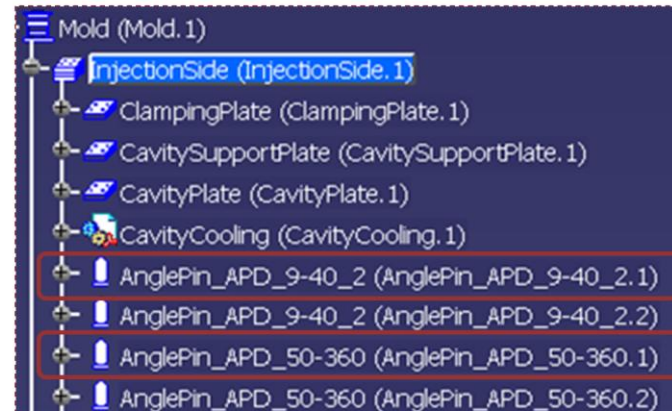 Mold (Mold.1)
InjectionSide (InjectionSide.1)
ClampingPlate (ClampingPlate.1)
CavitySupportPlate (CavitySupportPlate.1)
CavityPlate (CavityPlate.1)
CavityCooling (CavityCooling.1)
AnglePin_APD_9-40_2 (AnglePin_APD_9-40_2.1)
AnglePin_APD_9-40_2 (AnglePin_APD_9-40_2.2)
AnglePin_APD_50-360 (AnglePin_APD_50-360.1)
AnglePin_APD_50-360 (AnglePin_APD_50-360.2)